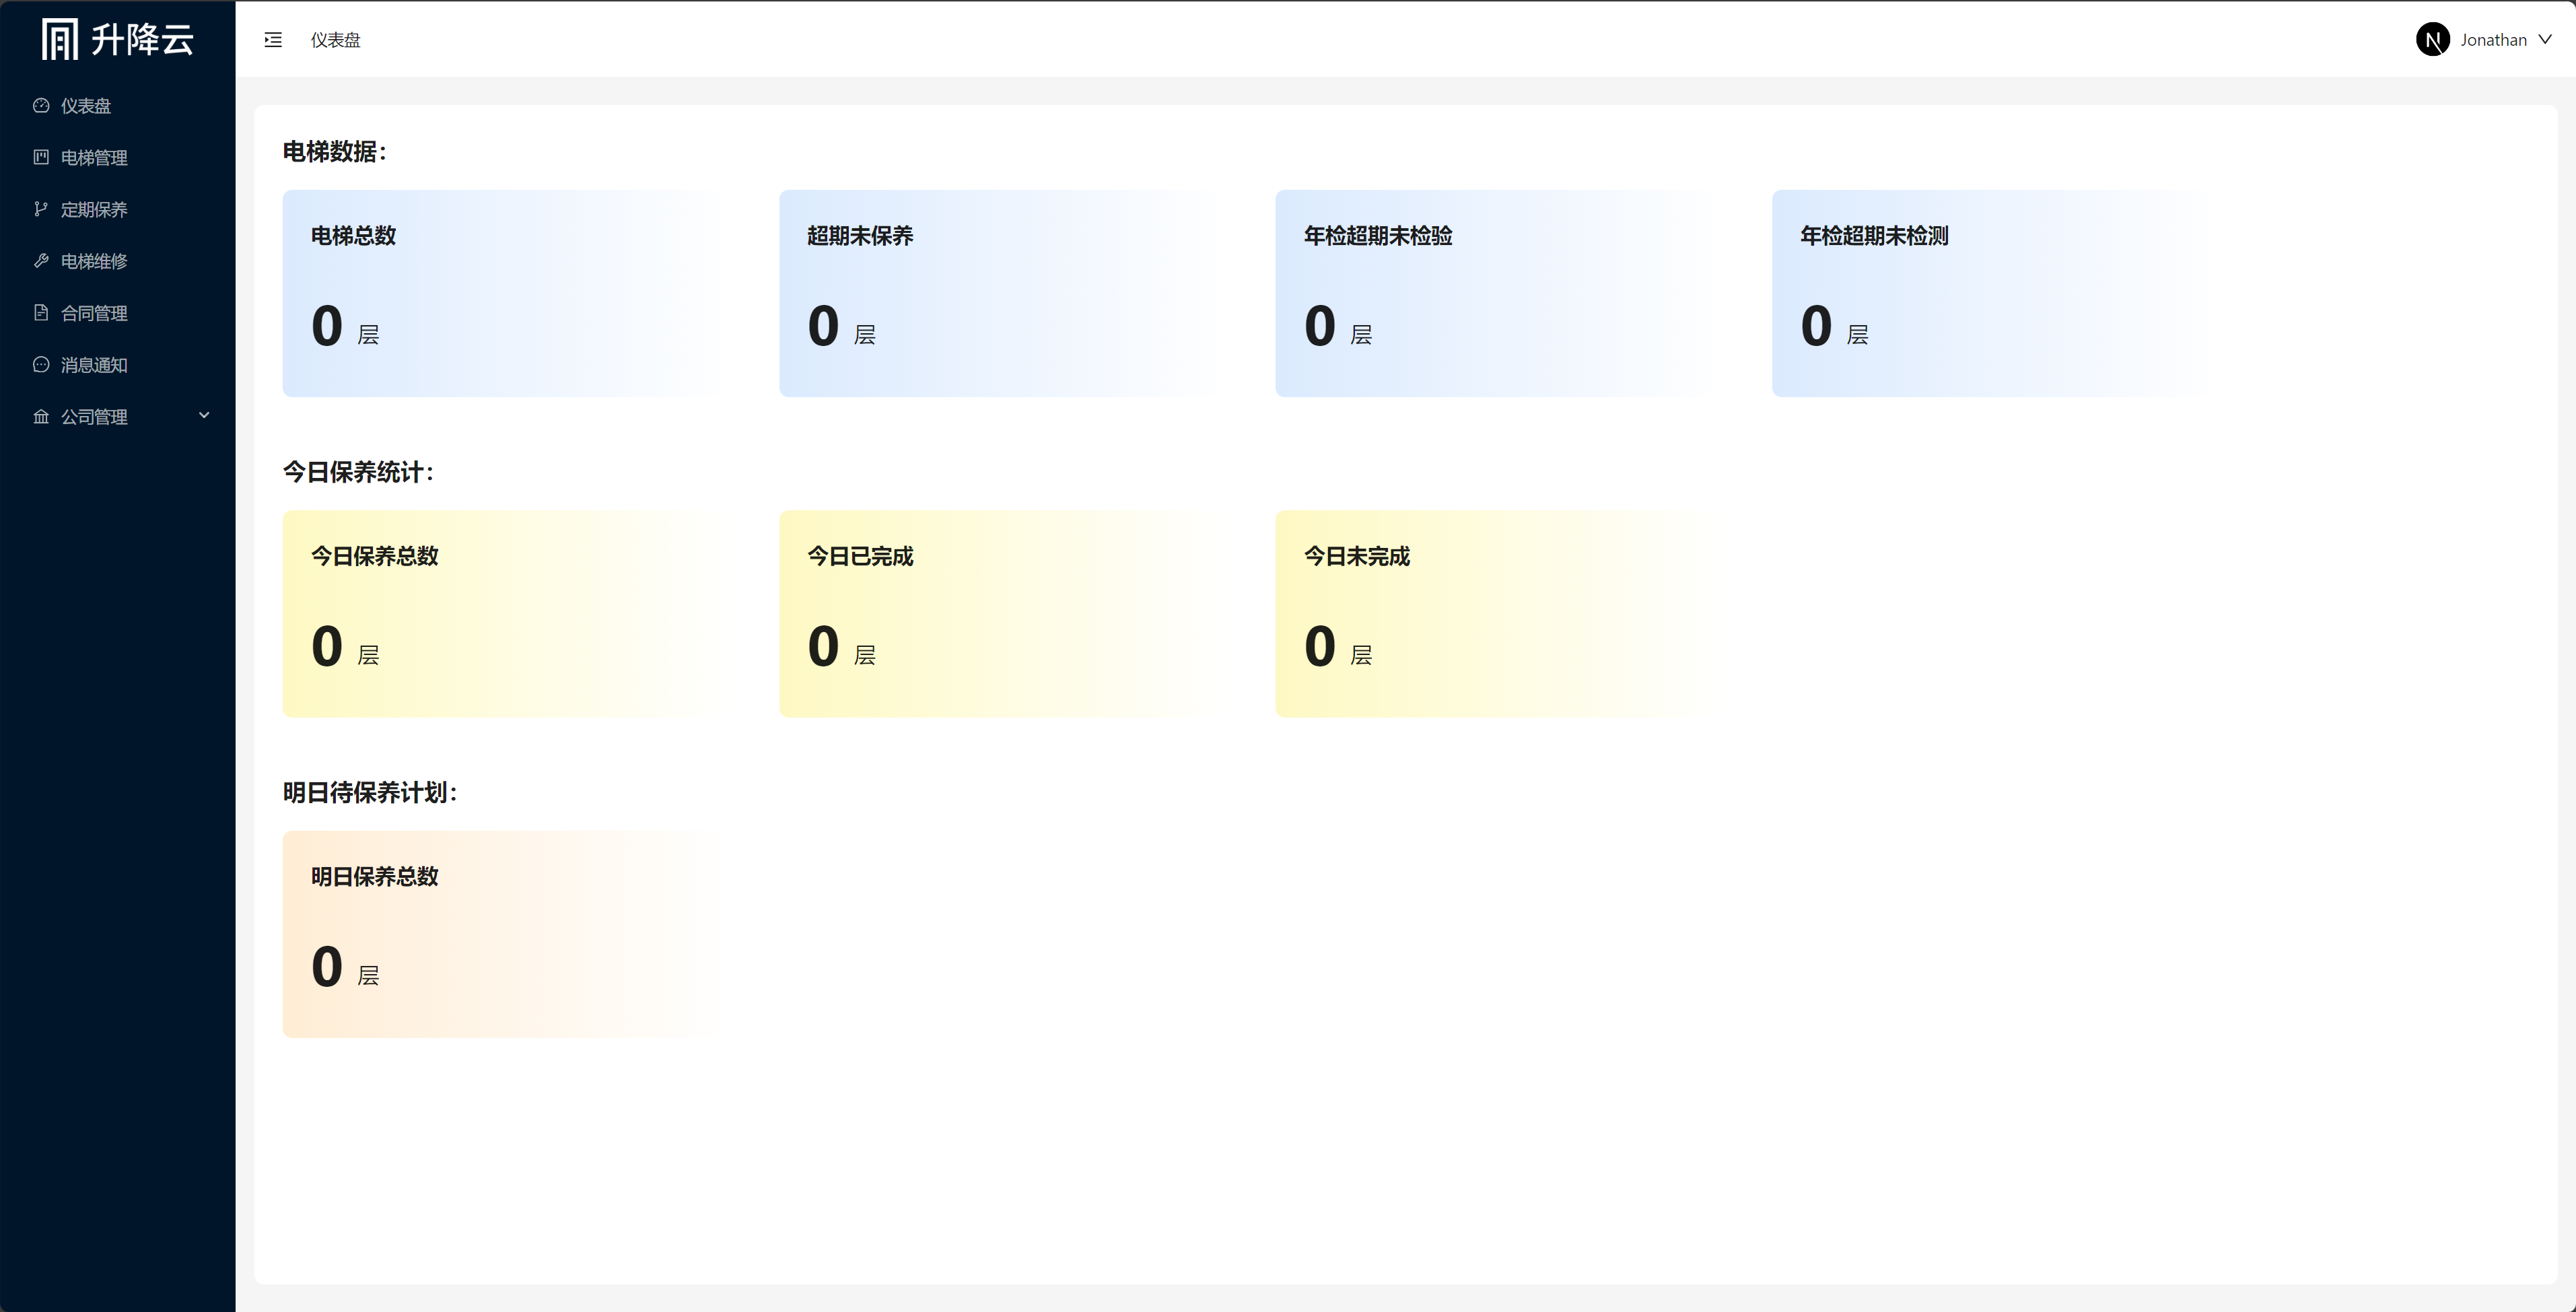 升降云
仪表盘
电梯管理
定期保养
电梯维修
合同管理
消息通知
公司管理
仪表盘
N Jonathan
电梯数据：
电梯总数
0 层
超期未保养
0 层
年检超期未检验
0 层
年检超期未检测
0 层
今日保养统计：
今日保养总数
0 层
今日已完成
0 层
今日未完成
0 层
明日待保养计划：
明日保养总数
0 层